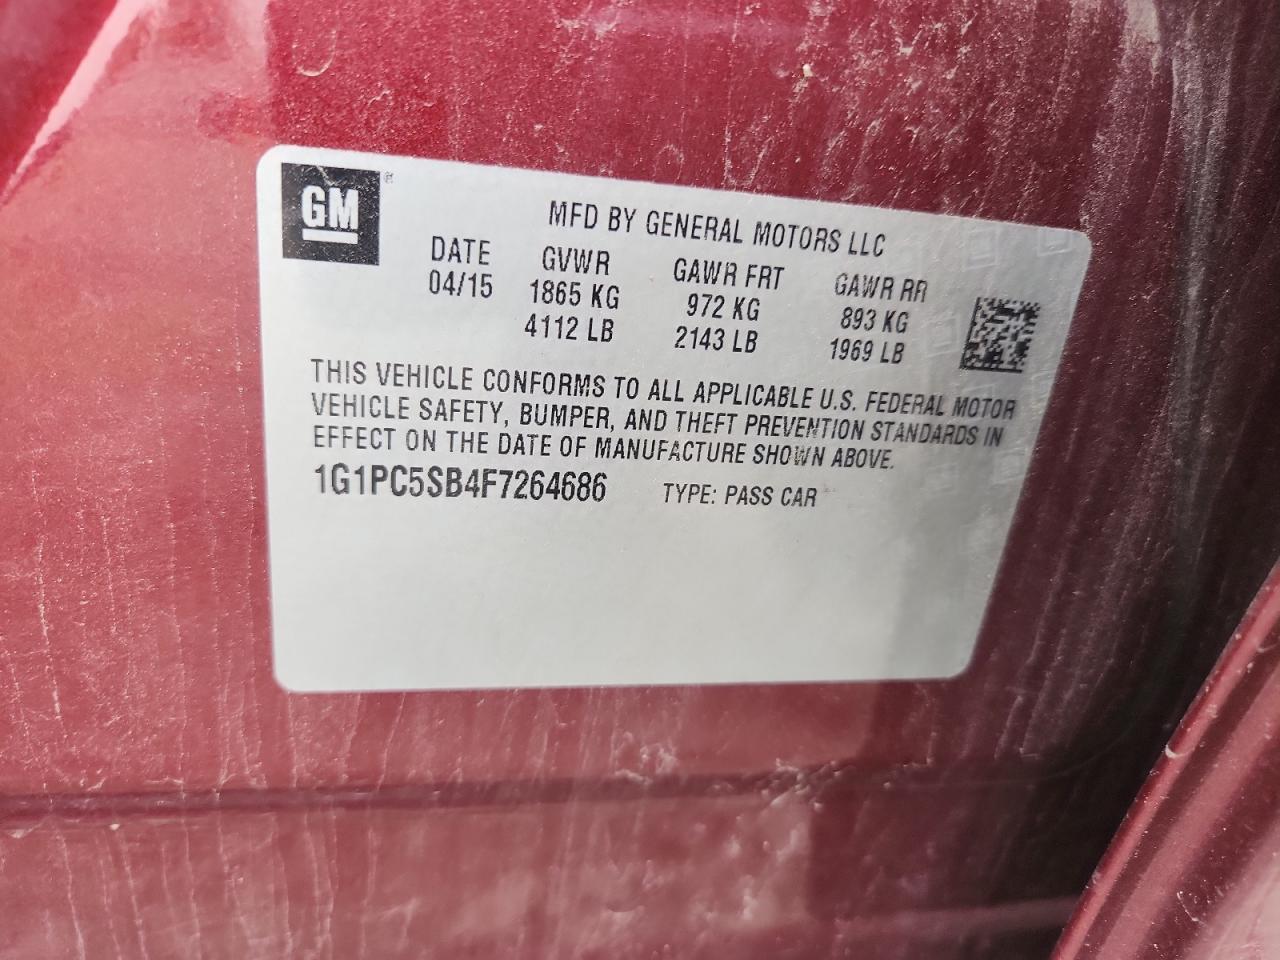 GM ®
MFD BY GENERAL MOTORS LLC
DATE GVWR GAWR FRT GAWR RR
04/15 1865 KG 972 KG 893 KG
4112 LB 2143 LB 1969 LB
THIS VEHICLE CONFORMS TO ALL APPLICABLE U.S. FEDERAL MOTOR
VEHICLE SAFETY, BUMPER, AND THEFT PREVENTION STANDARDS IN
EFFECT ON THE DATE OF MANUFACTURE SHOWN ABOVE.
1G1PC5SB4F7264686 TYPE: PASS CAR